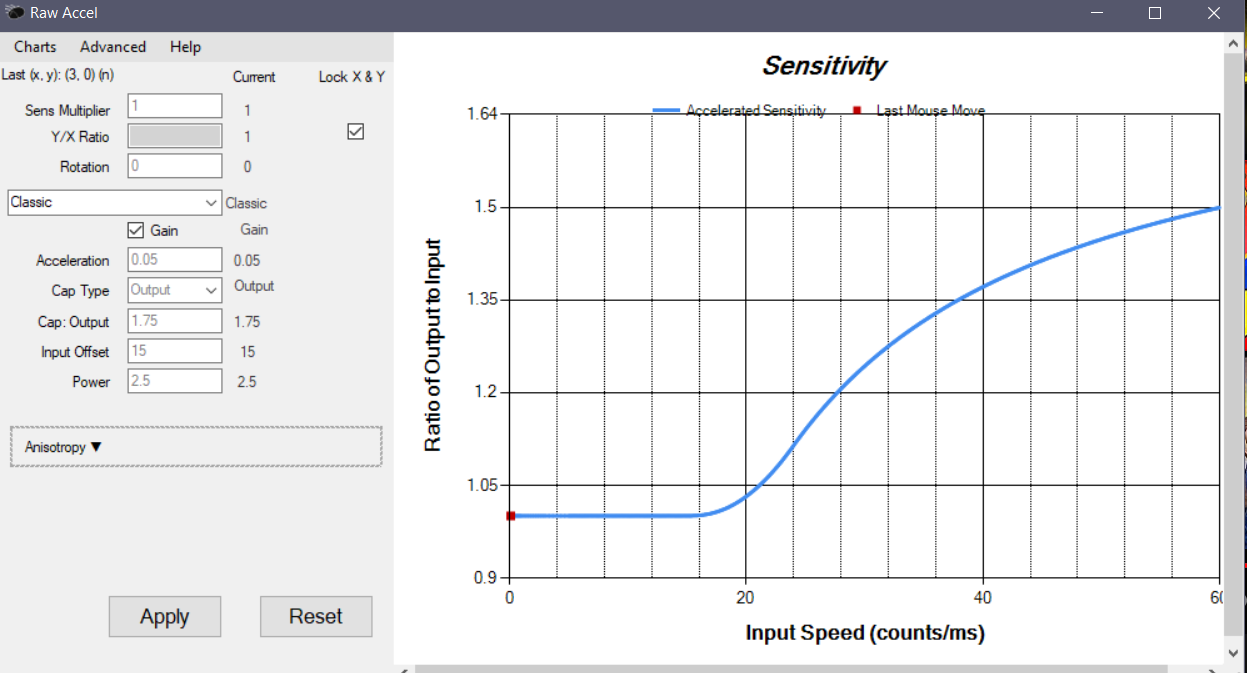 Raw Accel
Charts Advanced Help
Last (x, y): (3, 0) (n)
Current
Lock X & Y
Sens Multiplier 1 1
Y/X Ratio 1
Rotation 0 0
Classic Classic
Gain Gain
Acceleration 0.05 0.05
Cap Type Output Output
Cap: Output 1.75 1.75
Input Offset 15 15
Power 2.5 2.5
Anisotropy ▼
Apply Reset
Sensitivity
Accelerated Sensitivity Last Mouse Move
Ratio of Output to Input
1.64
1.5
1.35
1.2
1.05
0.9
0 20 40 60
Input Speed (counts/ms)